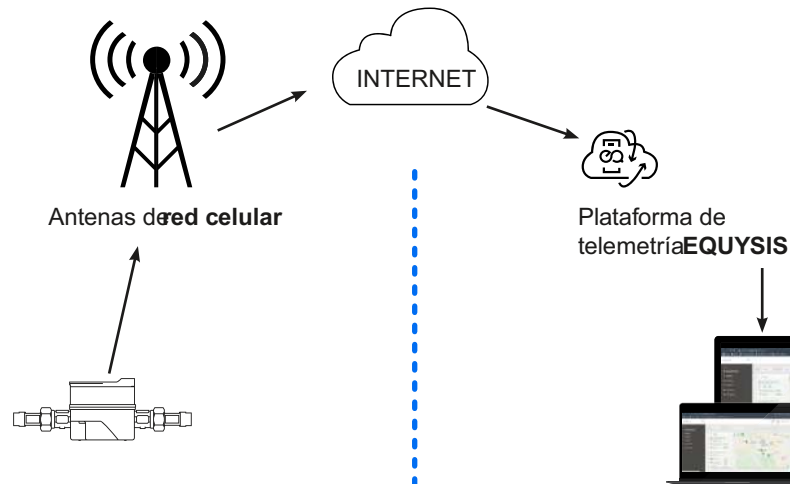 INTERNET
Antenas de red celular
Plataforma de
telemetría EQUYSIS